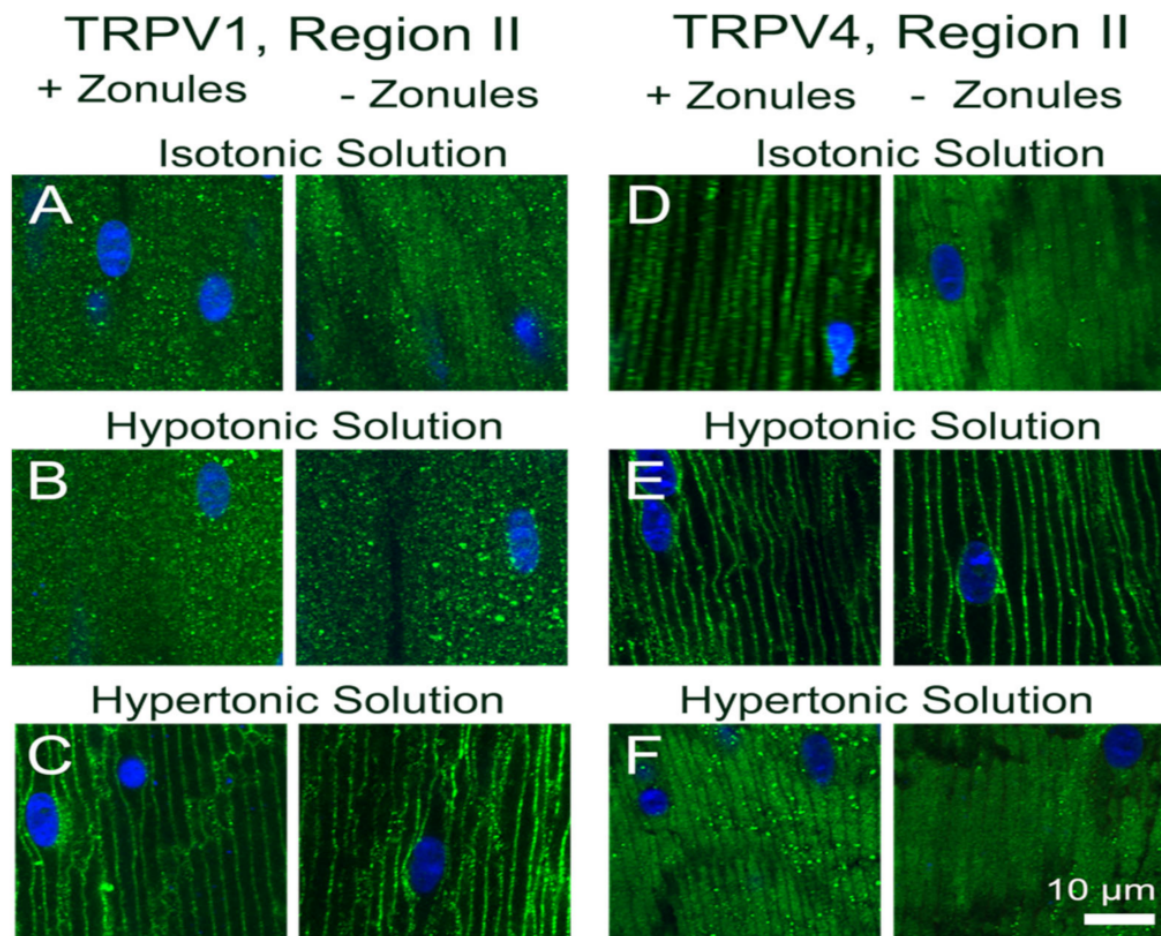 TRPV1, Region II
+ Zonules - Zonules
Isotonic Solution
A
Hypotonic Solution
B
Hypertonic Solution
C
TRPV4, Region II
+ Zonules - Zonules
Isotonic Solution
D
Hypotonic Solution
E
Hypertonic Solution
F
10 µm